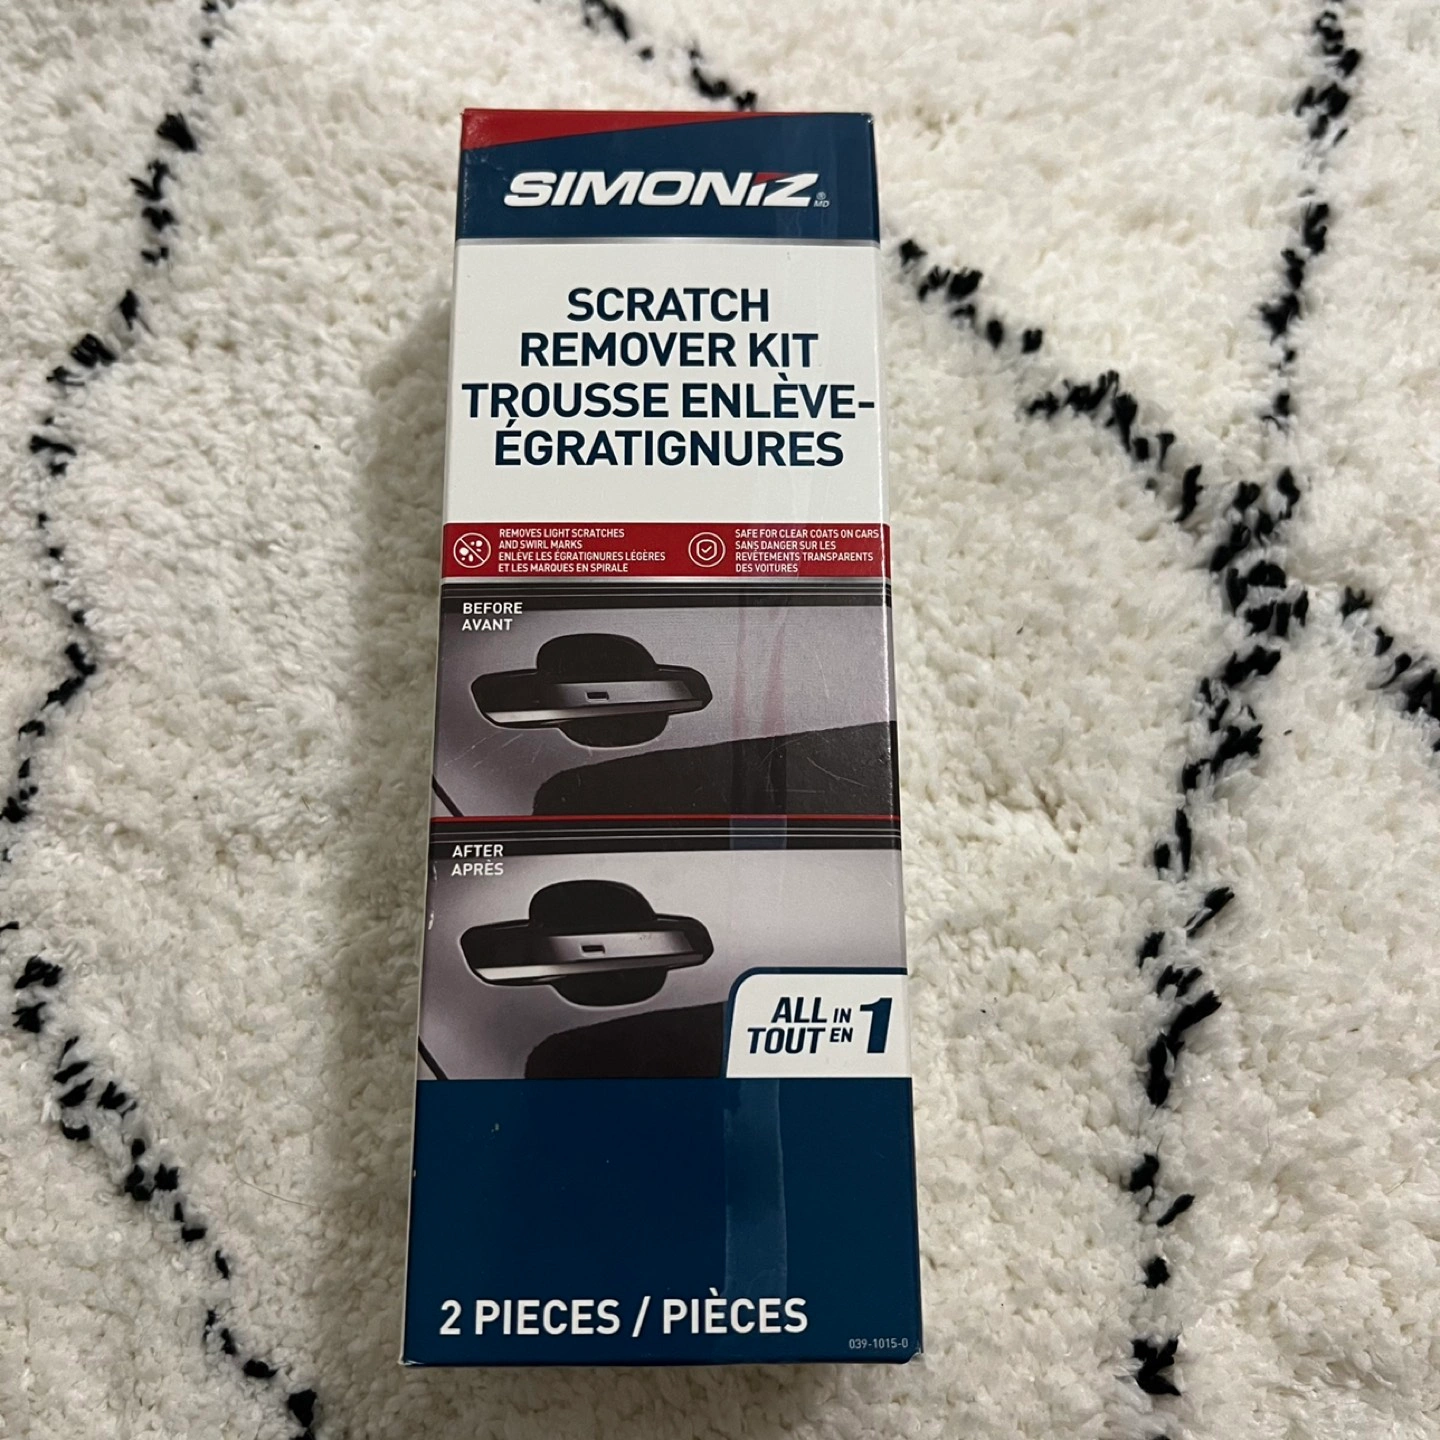 SIMONIZ®
MD
SCRATCH
REMOVER KIT
TROUSSE ENLÈVE-
ÉGRATIGNURES
REMOVES LIGHT SCRATCHES
AND SWIRL MARKS
ENLÈVE LES ÉGRATIGNURES LÉGÈRES
ET LES MARQUES EN SPIRALE
SAFE FOR CLEAR COATS ON CARS
SANS DANGER SUR LES
REVÊTEMENTS TRANSPARENTS
DES VOITURES
BEFORE
AVANT
AFTER
APRÈS
ALL IN 1
TOUT EN
2 PIECES / PIÈCES
039-1015-0